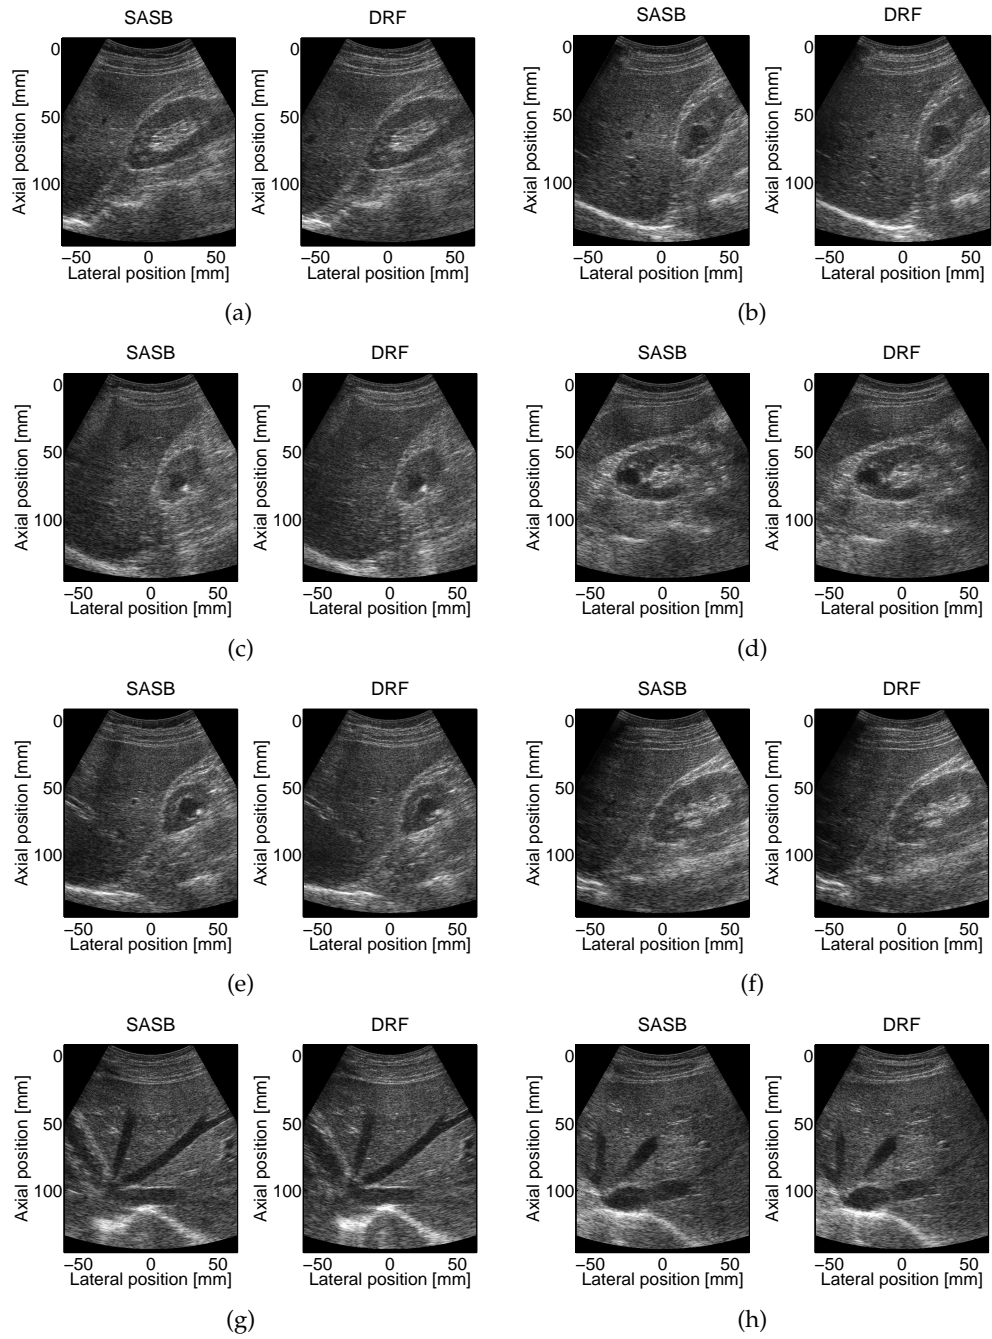 SASB DRF SASB DRF
0 0 0 0
50 50 50 50
100 100 100 100
Axial position [mm] Axial position [mm] Axial position [mm] Axial position [mm]
−50 0 50 −50 0 50 −50 0 50 −50 0 50
Lateral position [mm] Lateral position [mm] Lateral position [mm] Lateral position [mm]
(a) (b)
SASB DRF SASB DRF
0 0 0 0
50 50 50 50
100 100 100 100
Axial position [mm] Axial position [mm] Axial position [mm] Axial position [mm]
−50 0 50 −50 0 50 −50 0 50 −50 0 50
Lateral position [mm] Lateral position [mm] Lateral position [mm] Lateral position [mm]
(c) (d)
SASB DRF SASB DRF
0 0 0 0
50 50 50 50
100 100 100 100
Axial position [mm] Axial position [mm] Axial position [mm] Axial position [mm]
−50 0 50 −50 0 50 −50 0 50 −50 0 50
Lateral position [mm] Lateral position [mm] Lateral position [mm] Lateral position [mm]
(e) (f)
SASB DRF SASB DRF
0 0 0 0
50 50 50 50
100 100 100 100
Axial position [mm] Axial position [mm] Axial position [mm] Axial position [mm]
−50 0 50 −50 0 50 −50 0 50 −50 0 50
Lateral position [mm] Lateral position [mm] Lateral position [mm] Lateral position [mm]
(g) (h)